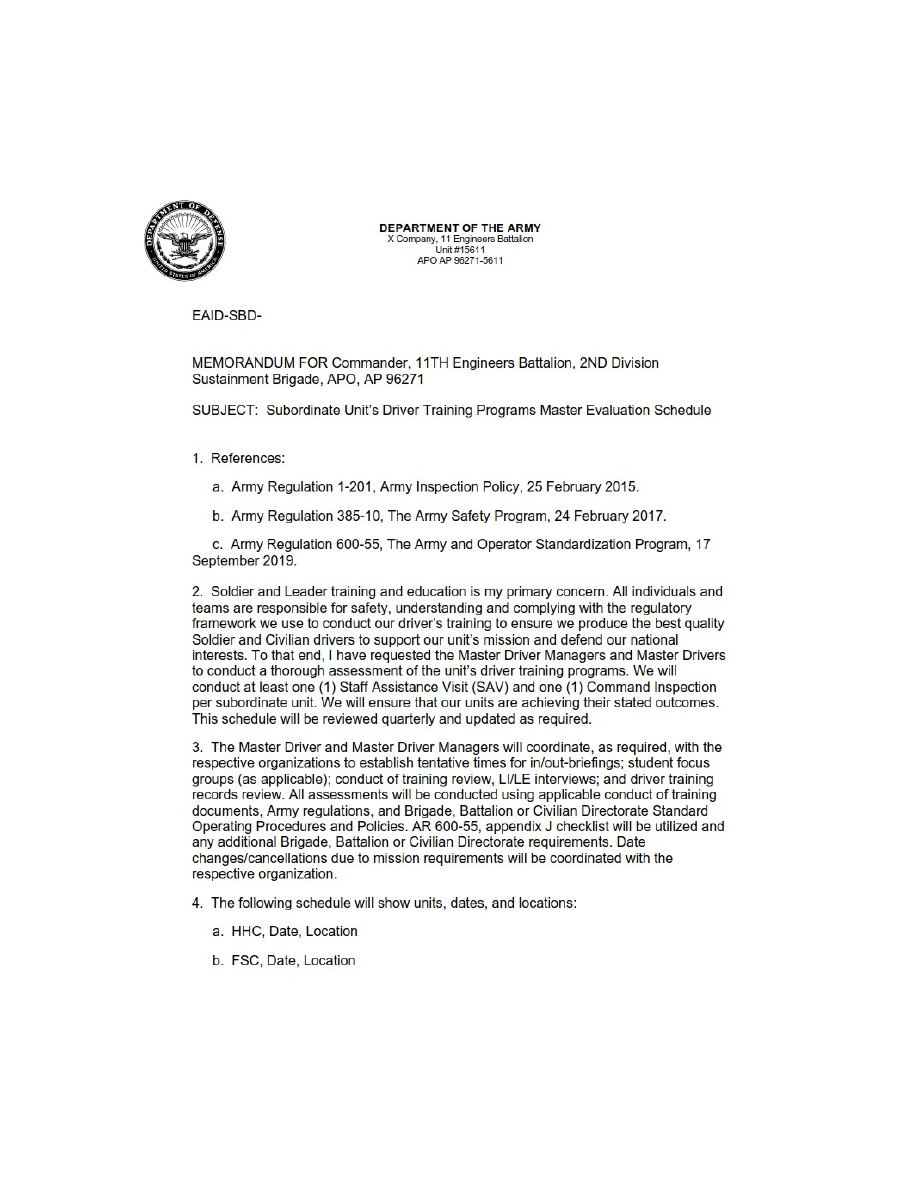 DEPARTMENT OF DEFENSE
UNITED STATES OF AMERICA
DEPARTMENT OF THE ARMY
X Company, 11 Engineers Battalion
Unit #15611
APO AP 96271-5611
EAID-SBD-
MEMORANDUM FOR Commander, 11TH Engineers Battalion, 2ND Division
Sustainment Brigade, APO, AP 96271
SUBJECT:  Subordinate Unit's Driver Training Programs Master Evaluation Schedule
1.  References:
a.  Army Regulation 1-201, Army Inspection Policy, 25 February 2015.
b.  Army Regulation 385-10, The Army Safety Program, 24 February 2017.
c.  Army Regulation 600-55, The Army and Operator Standardization Program, 17
September 2019.
2.  Soldier and Leader training and education is my primary concern. All individuals and
teams are responsible for safety, understanding and complying with the regulatory
framework we use to conduct our driver's training to ensure we produce the best quality
Soldier and Civilian drivers to support our unit's mission and defend our national
interests. To that end, I have requested the Master Driver Managers and Master Drivers
to conduct a thorough assessment of the unit's driver training programs. We will
conduct at least one (1) Staff Assistance Visit (SAV) and one (1) Command Inspection
per subordinate unit. We will ensure that our units are achieving their stated outcomes.
This schedule will be reviewed quarterly and updated as required.
3.  The Master Driver and Master Driver Managers will coordinate, as required, with the
respective organizations to establish tentative times for in/out-briefings; student focus
groups (as applicable); conduct of training review, LI/LE interviews; and driver training
records review. All assessments will be conducted using applicable conduct of training
documents, Army regulations, and Brigade, Battalion or Civilian Directorate Standard
Operating Procedures and Policies. AR 600-55, appendix J checklist will be utilized and
any additional Brigade, Battalion or Civilian Directorate requirements. Date
changes/cancellations due to mission requirements will be coordinated with the
respective organization.
4.  The following schedule will show units, dates, and locations:
a.  HHC, Date, Location
b.  FSC, Date, Location